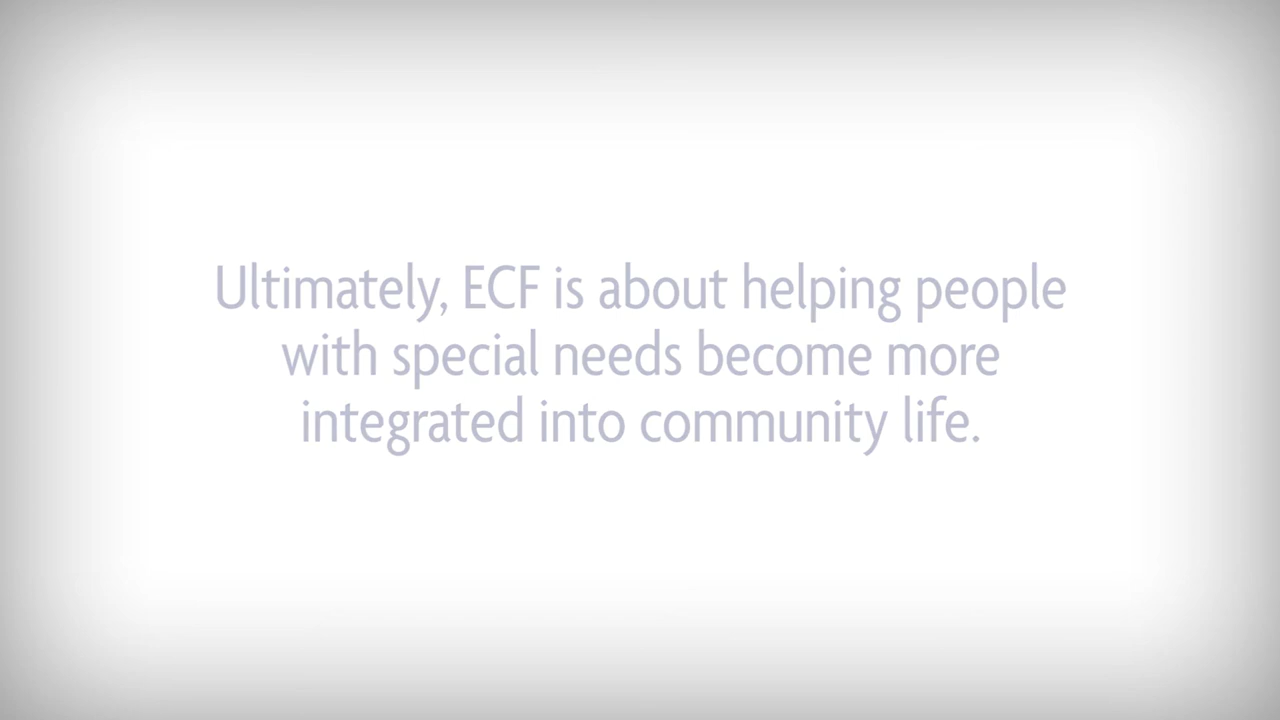 Ultimately, ECF is about helping people
with special needs become more
integrated into community life.